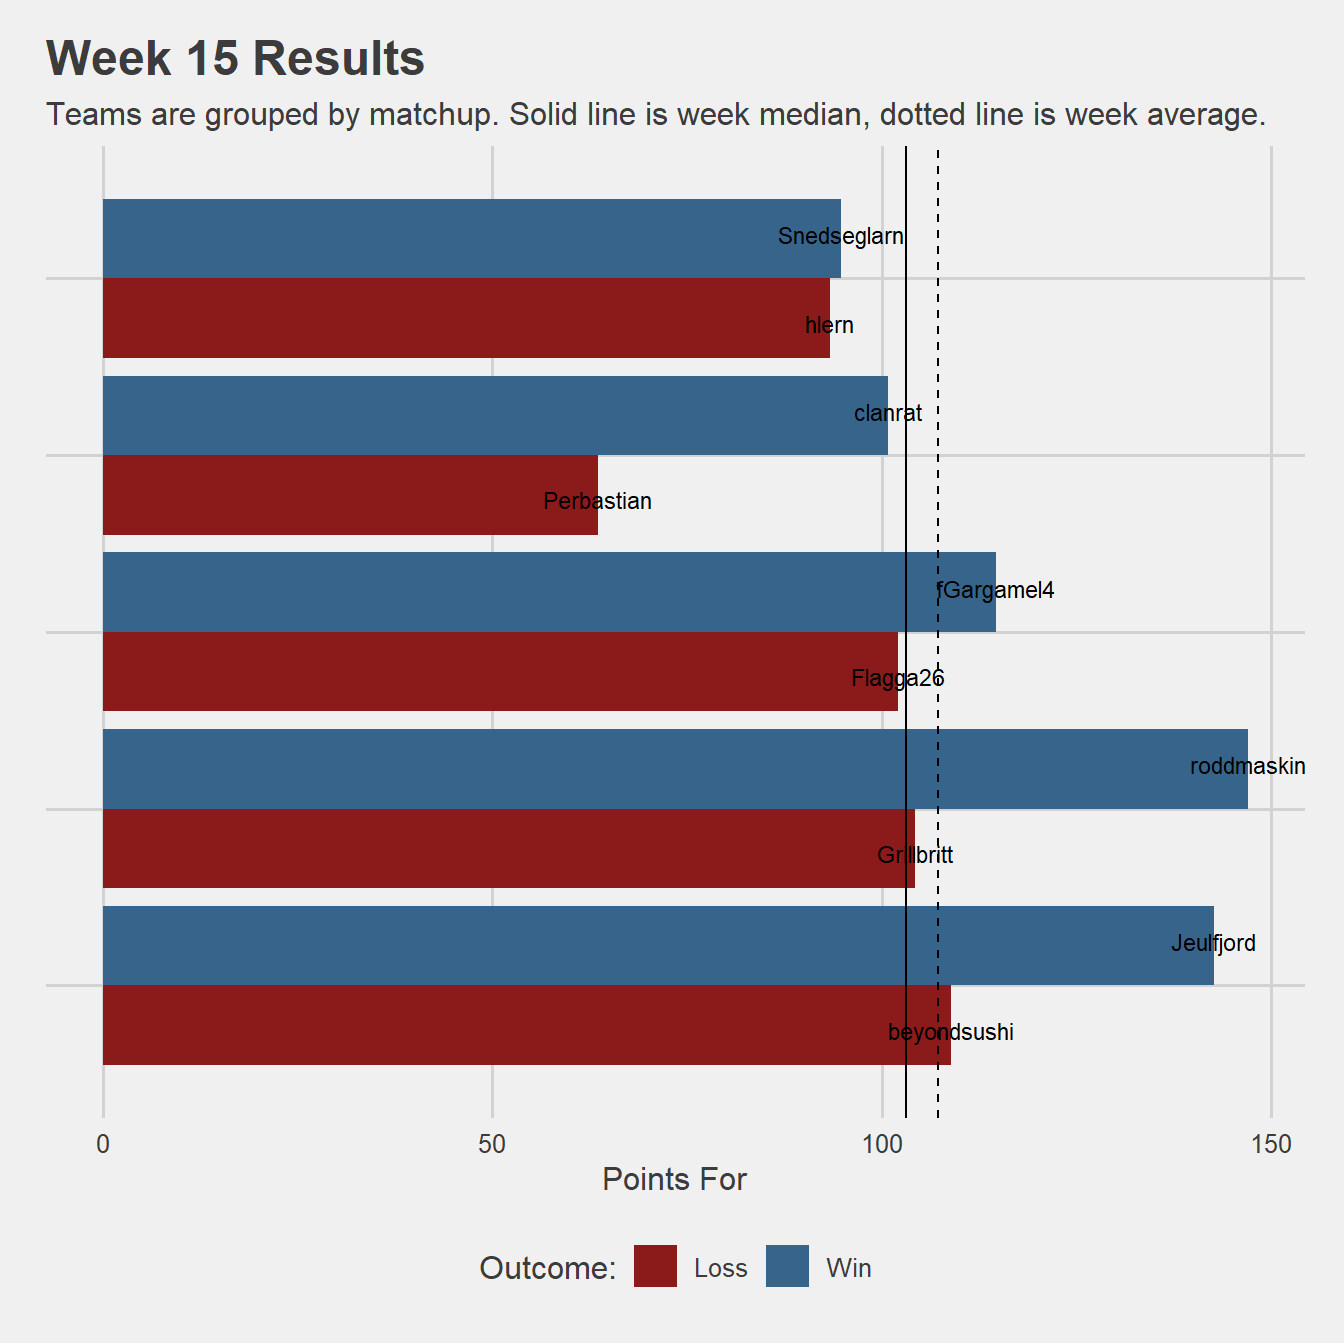 Week 15 Results
Teams are grouped by matchup. Solid line is week median, dotted line is week average.
Snedseglarn
hlern
clanrat
Perbastian
fGargamel4
Flagga26
roddmaskin
Grillbritt
Jeulfjord
beyondsushi
0 50 100 150
Points For
Outcome: Loss Win